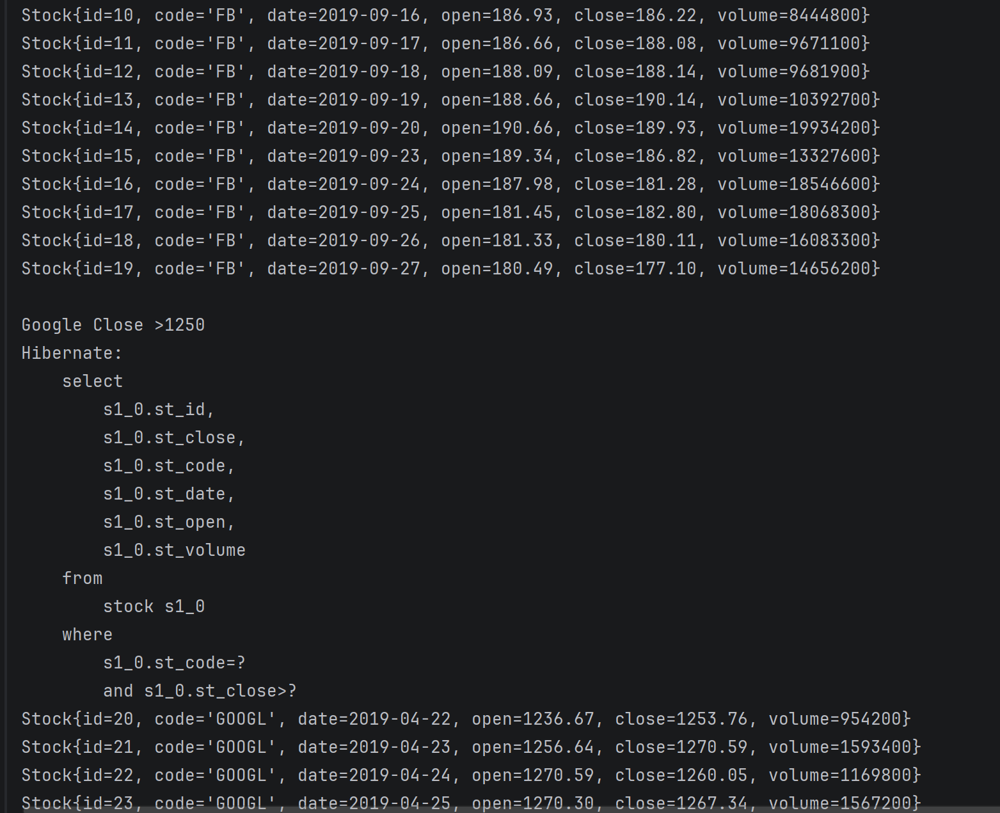 Stock{id=10, code='FB', date=2019-09-16, open=186.93, close=186.22, volume=8444800}
Stock{id=11, code='FB', date=2019-09-17, open=186.66, close=188.08, volume=9671100}
Stock{id=12, code='FB', date=2019-09-18, open=188.09, close=188.14, volume=9681900}
Stock{id=13, code='FB', date=2019-09-19, open=188.66, close=190.14, volume=10392700}
Stock{id=14, code='FB', date=2019-09-20, open=190.66, close=189.93, volume=19934200}
Stock{id=15, code='FB', date=2019-09-23, open=189.34, close=186.82, volume=13327600}
Stock{id=16, code='FB', date=2019-09-24, open=187.98, close=181.28, volume=18546600}
Stock{id=17, code='FB', date=2019-09-25, open=181.45, close=182.80, volume=18068300}
Stock{id=18, code='FB', date=2019-09-26, open=181.33, close=180.11, volume=16083300}
Stock{id=19, code='FB', date=2019-09-27, open=180.49, close=177.10, volume=14656200}

Google Close >1250
Hibernate:
    select
        s1_0.st_id,
        s1_0.st_close,
        s1_0.st_code,
        s1_0.st_date,
        s1_0.st_open,
        s1_0.st_volume
    from
        stock s1_0
    where
        s1_0.st_code=?
        and s1_0.st_close>?
Stock{id=20, code='GOOGL', date=2019-04-22, open=1236.67, close=1253.76, volume=954200}
Stock{id=21, code='GOOGL', date=2019-04-23, open=1256.64, close=1270.59, volume=1593400}
Stock{id=22, code='GOOGL', date=2019-04-24, open=1270.59, close=1260.05, volume=1169800}
Stock{id=23, code='GOOGL', date=2019-04-25, open=1270.30, close=1267.34, volume=1567200}